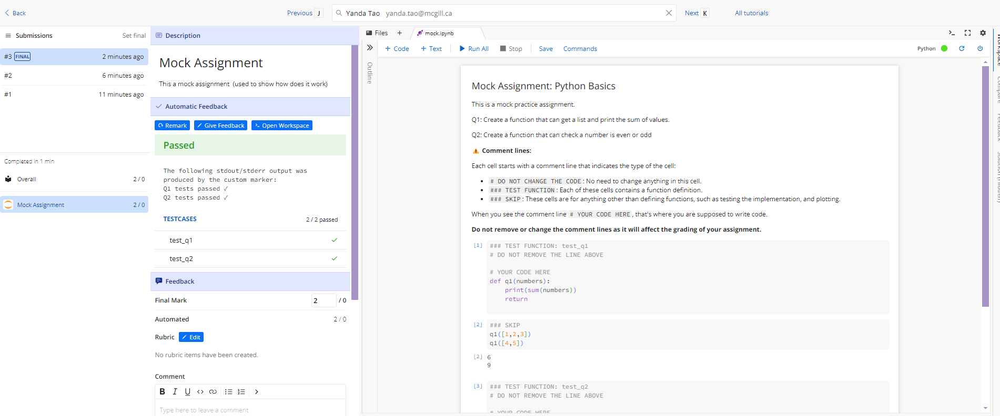 Back
Previous J
Yanda Tao yanda.tao@mcgill.ca
Next K
All tutorials
Submissions
Set final
#3 FINAL 2 minutes ago
#2 6 minutes ago
#1 11 minutes ago
Completed in 1 min
Overall 2 / 0
Mock Assignment 2 / 0
Description
Mock Assignment
This a mock assignment (used to show how does it work)
Automatic Feedback
Remark
Give Feedback
Open Workspace
Passed
The following stdout/stderr output was
produced by the custom marker:
Q1 tests passed ✓
Q2 tests passed ✓
TESTCASES 2 / 2 passed
test_q1
test_q2
Feedback
Final Mark 2 / 0
Automated 2 / 0
Rubric Edit
No rubric items have been created.
Comment
B I U
Type here to leave a comment
Files + mock.ipynb
+ Code + Text Run All Stop Save Commands
Python
Outline
Mock Assignment: Python Basics
This is a mock practice assignment.
Q1: Create a function that can get a list and print the sum of values.
Q2: Create a function that can check a number is even or odd
Comment lines:
Each cell starts with a comment line that indicates the type of the cell:
# DO NOT CHANGE THE CODE: No need to change anything in this cell.
### TEST FUNCTION: Each of these cells contains a function definition.
### SKIP: These cells are for anything other than defining functions, such as testing the implementation, and plotting.
When you see the comment line # YOUR CODE HERE, that's where you are supposed to write code.
Do not remove or change the comment lines as it will affect the grading of your assignment.
[1] ### TEST FUNCTION: test_q1
# DO NOT REMOVE THE LINE ABOVE
# YOUR CODE HERE
def q1(numbers):
print(sum(numbers))
return
[2] ### SKIP
q1([1,2,3])
q1([4,5])
[2] 6
9
[3] ### TEST FUNCTION: test_q2
# DO NOT REMOVE THE LINE ABOVE
# YOUR CODE HERE
Workspace
Compare
Feedback